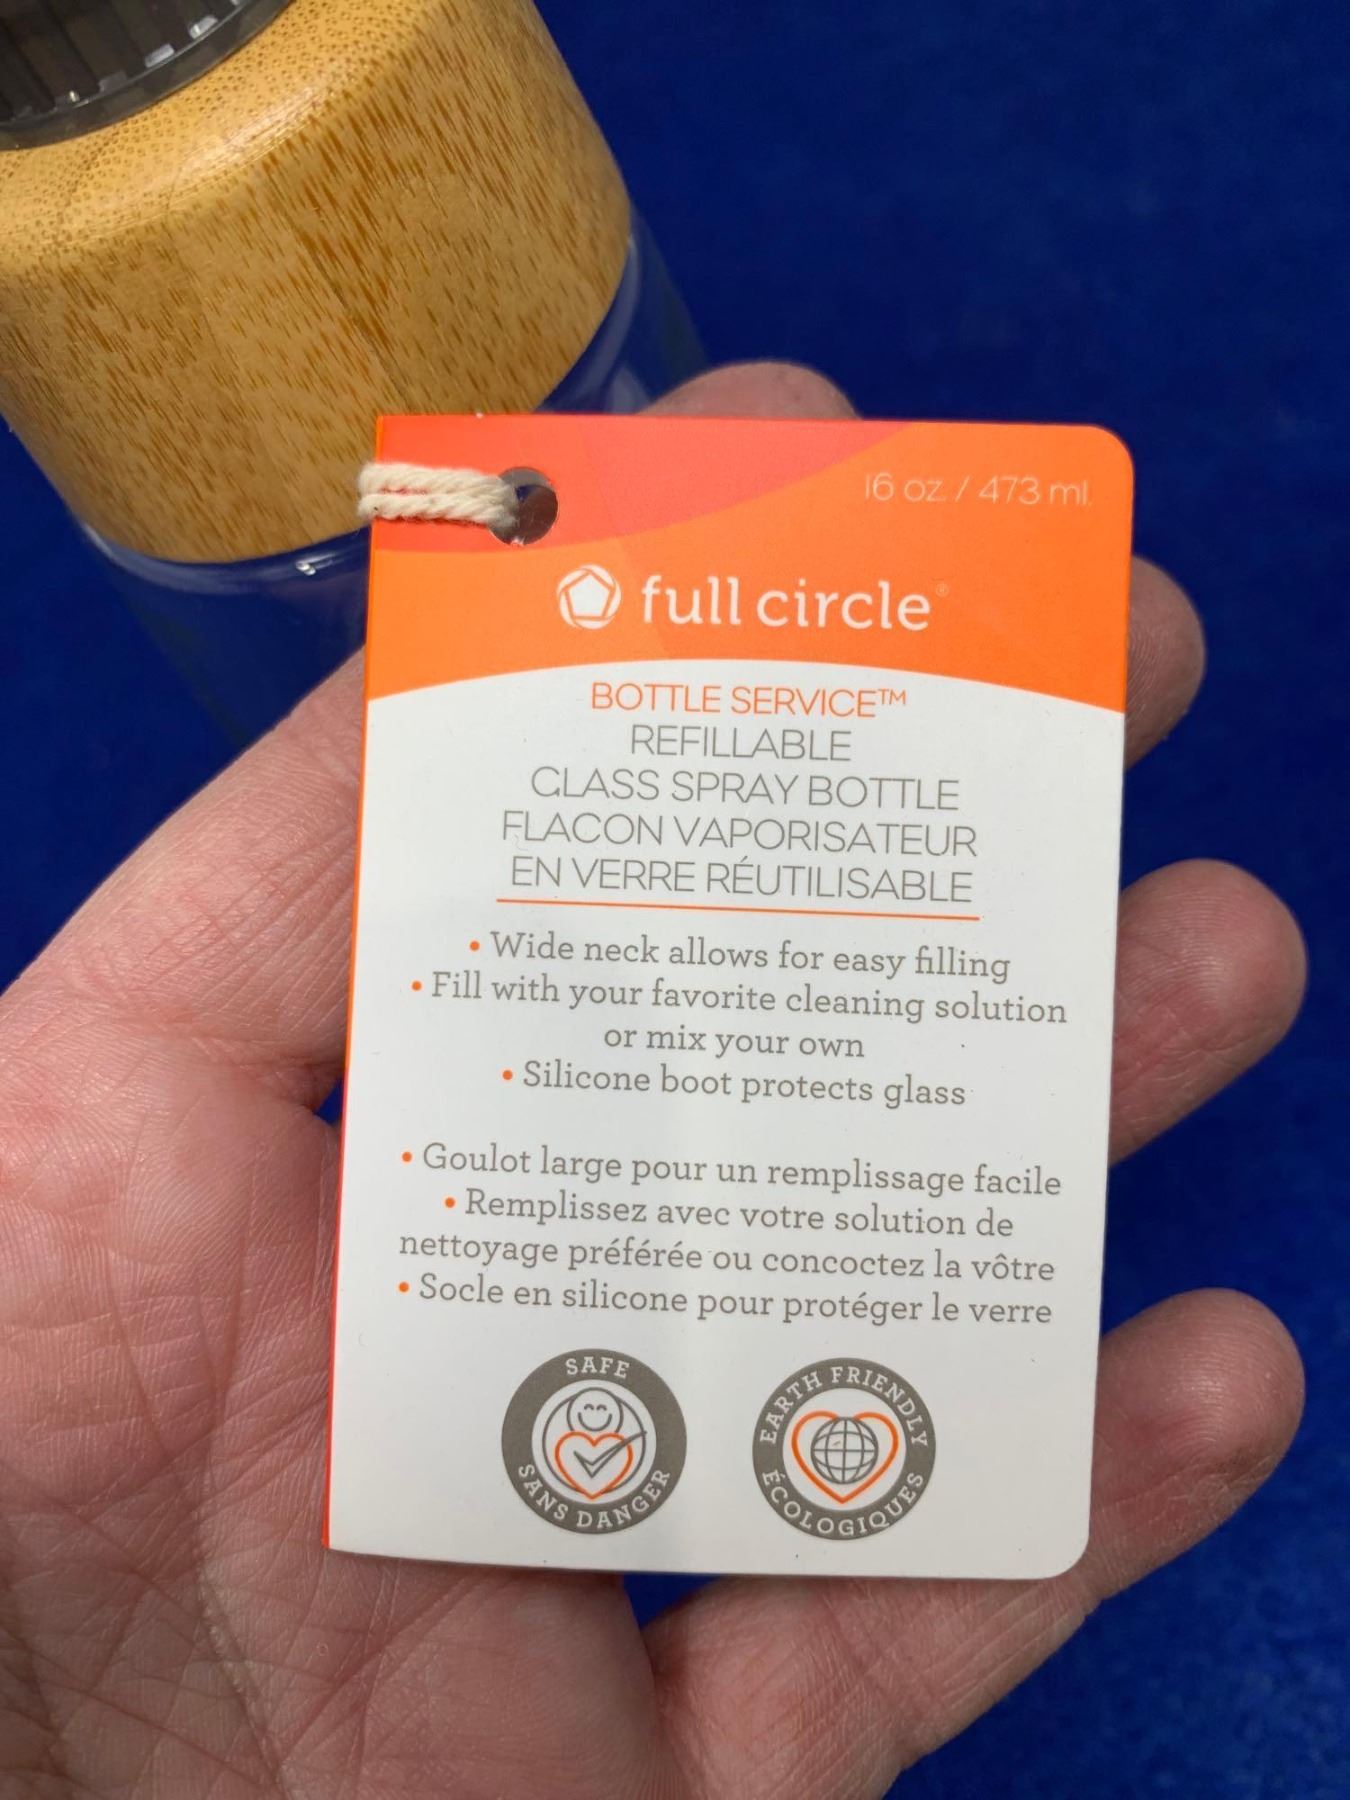 16 oz. / 473 ml.
full circle®
BOTTLE SERVICE™
REFILLABLE
GLASS SPRAY BOTTLE
FLACON VAPORISATEUR
EN VERRE RÉUTILISABLE
• Wide neck allows for easy filling
• Fill with your favorite cleaning solution
or mix your own
• Silicone boot protects glass
• Goulot large pour un remplissage facile
• Remplissez avec votre solution de
nettoyage préférée ou concoctez la vôtre
• Socle en silicone pour protéger le verre
SAFE
SANS DANGER
EARTH FRIENDLY
ÉCOLOGIQUES